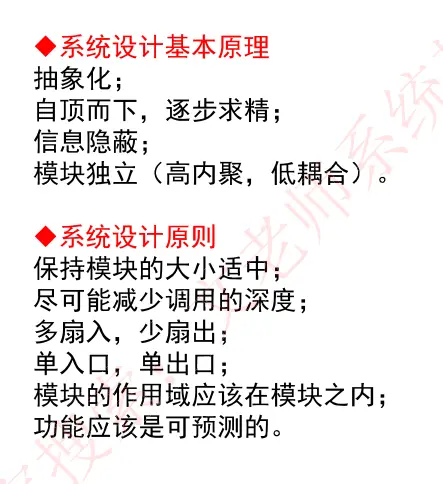 ◆系统设计基本原理
抽象化；
自顶而下，逐步求精；
信息隐蔽；
模块独立（高内聚，低耦合）。
◆系统设计原则
保持模块的大小适中；
尽可能减少调用的深度；
多扇入，少扇出；
单入口，单出口；
模块的作用域应该在模块之内；
功能应该是可预测的。